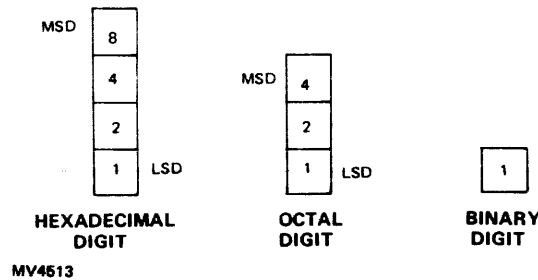 MSD
8
4
2
1
LSD
HEXADECIMAL
DIGIT
MSD
4
2
1
LSD
OCTAL
DIGIT
1
BINARY
DIGIT
MV4513